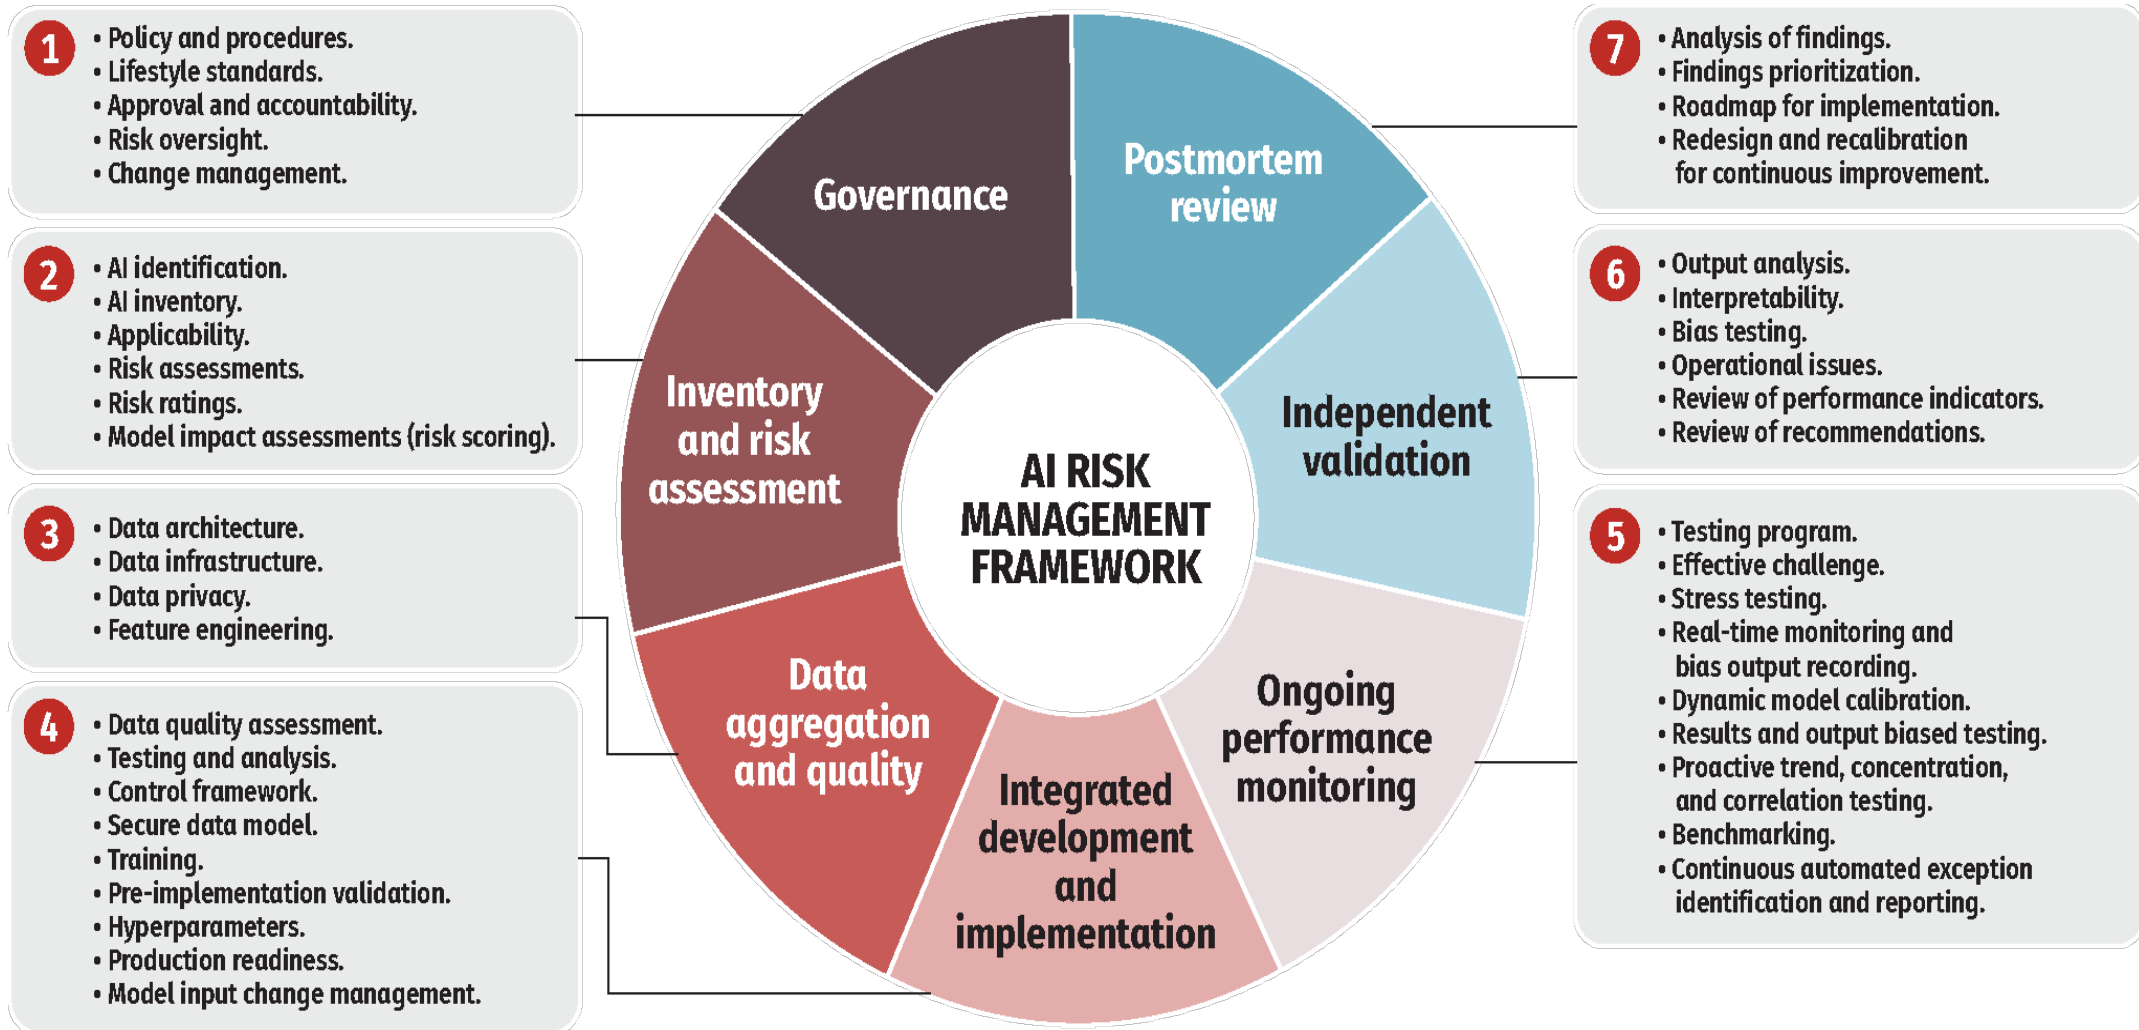 1
• Policy and procedures.
• Lifestyle standards.
• Approval and accountability.
• Risk oversight.
• Change management.
2
• AI identification.
• AI inventory.
• Applicability.
• Risk assessments.
• Risk ratings.
• Model impact assessments (risk scoring).
3
• Data architecture.
• Data infrastructure.
• Data privacy.
• Feature engineering.
4
• Data quality assessment.
• Testing and analysis.
• Control framework.
• Secure data model.
• Training.
• Pre-implementation validation.
• Hyperparameters.
• Production readiness.
• Model input change management.
Governance
Inventory
and risk
assessment
Data
aggregation
and quality
Integrated
development
and
implementation
Ongoing
performance
monitoring
Independent
validation
Postmortem
review
AI RISK
MANAGEMENT
FRAMEWORK
7
• Analysis of findings.
• Findings prioritization.
• Roadmap for implementation.
• Redesign and recalibration
for continuous improvement.
6
• Output analysis.
• Interpretability.
• Bias testing.
• Operational issues.
• Review of performance indicators.
• Review of recommendations.
5
• Testing program.
• Effective challenge.
• Stress testing.
• Real-time monitoring and
bias output recording.
• Dynamic model calibration.
• Results and output biased testing.
• Proactive trend, concentration,
and correlation testing.
• Benchmarking.
• Continuous automated exception
identification and reporting.